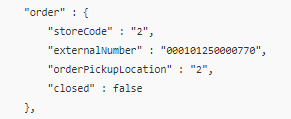 "order" : {
"storeCode" : "2",
"externalNumber" : "000101250000770",
"orderPickupLocation" : "2",
"closed" : false
},